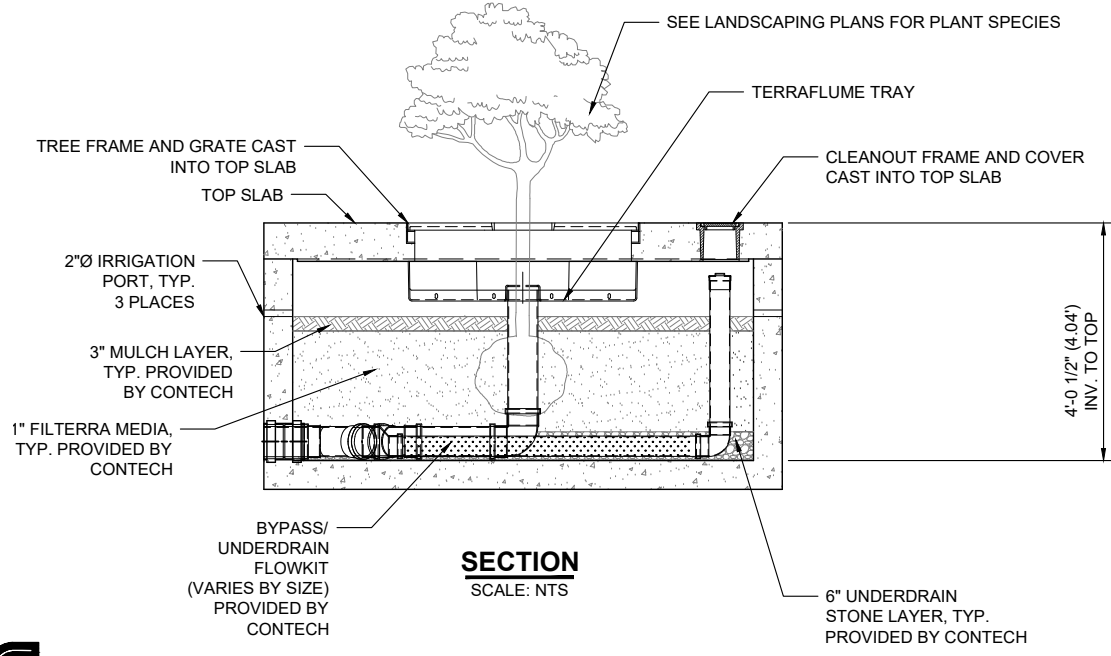 SEE LANDSCAPING PLANS FOR PLANT SPECIES
TERRAFLUME TRAY
TREE FRAME AND GRATE CAST
INTO TOP SLAB
CLEANOUT FRAME AND COVER
CAST INTO TOP SLAB
TOP SLAB
2"Ø IRRIGATION
PORT, TYP.
3 PLACES
3" MULCH LAYER,
TYP. PROVIDED
BY CONTECH
1" FILTERRA MEDIA,
TYP. PROVIDED BY
CONTECH
4'-0 1/2" (4.04')
INV. TO TOP
BYPASS/
UNDERDRAIN
FLOWKIT
(VARIES BY SIZE)
PROVIDED BY
CONTECH
SECTION
SCALE: NTS
6" UNDERDRAIN
STONE LAYER, TYP.
PROVIDED BY CONTECH